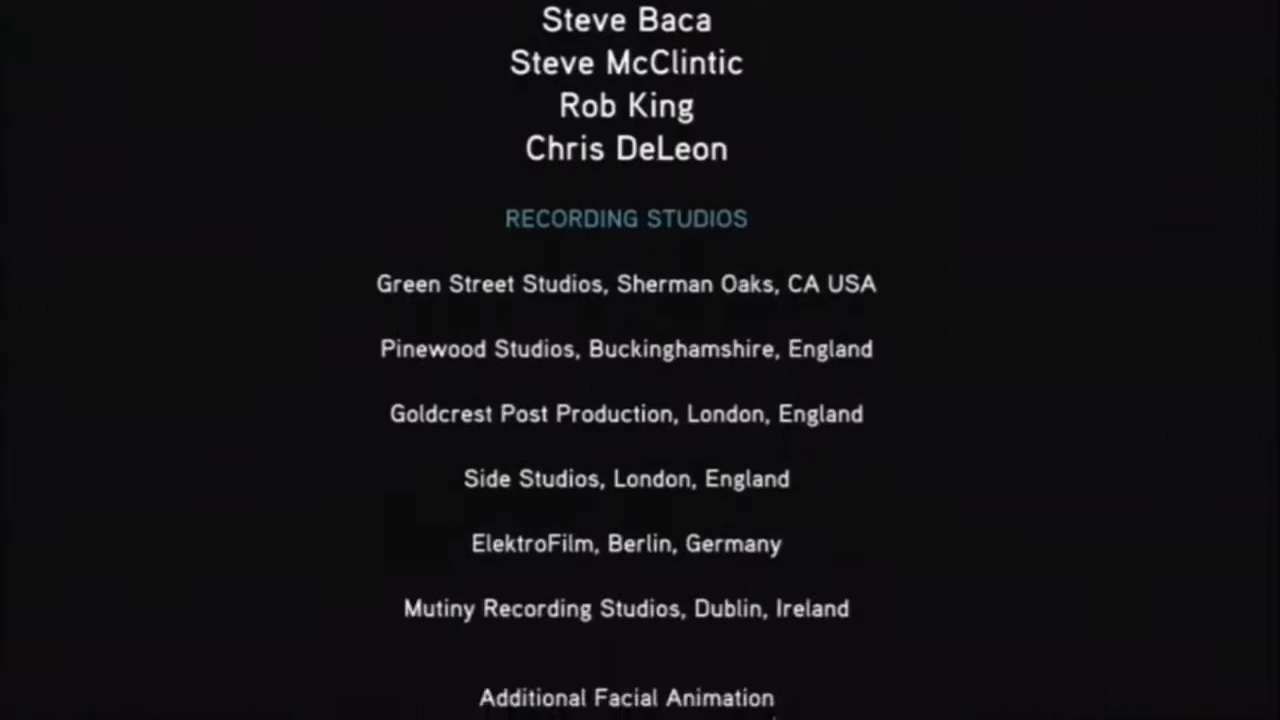 Steve Baca
Steve McClintic
Rob King
Chris DeLeon
RECORDING STUDIOS
Green Street Studios, Sherman Oaks, CA USA
Pinewood Studios, Buckinghamshire, England
Goldcrest Post Production, London, England
Side Studios, London, England
ElektroFilm, Berlin, Germany
Mutiny Recording Studios, Dublin, Ireland
Additional Facial Animation